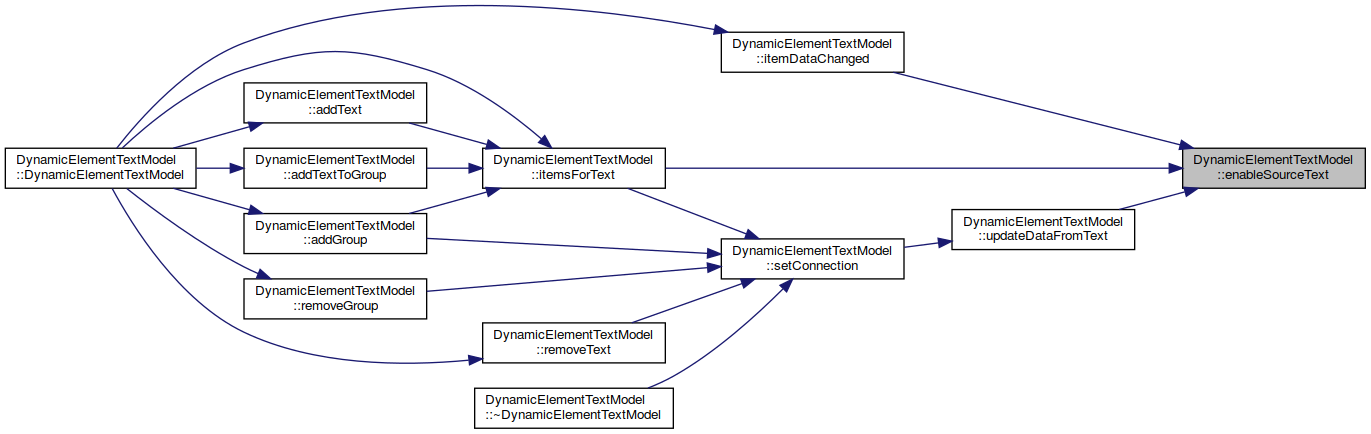 DynamicElementTextModel
::itemDataChanged
DynamicElementTextModel
::addText
DynamicElementTextModel
::DynamicElementTextModel
DynamicElementTextModel
::addTextToGroup
DynamicElementTextModel
::itemsForText
DynamicElementTextModel
::enableSourceText
DynamicElementTextModel
::addGroup
DynamicElementTextModel
::updateDataFromText
DynamicElementTextModel
::setConnection
DynamicElementTextModel
::removeGroup
DynamicElementTextModel
::removeText
DynamicElementTextModel
::~DynamicElementTextModel